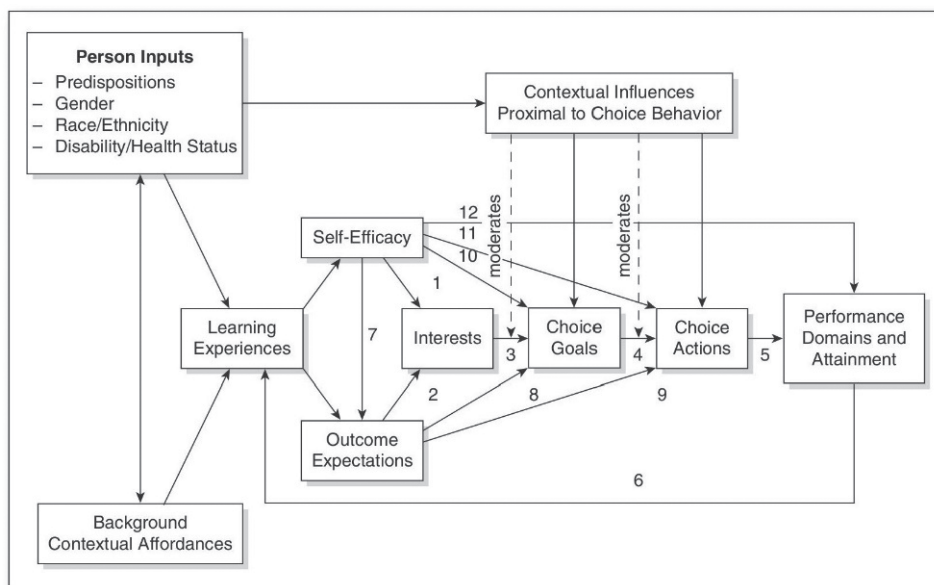 Person Inputs
– Predispositions
– Gender
– Race/Ethnicity
– Disability/Health Status
Contextual Influences
Proximal to Choice Behavior
moderates
moderates
12
11
10
Self-Efficacy
1
7
Learning
Experiences
Interests
3
Choice
Goals
4
Choice
Actions
5
Performance
Domains and
Attainment
2
8
9
Outcome
Expectations
6
Background
Contextual Affordances